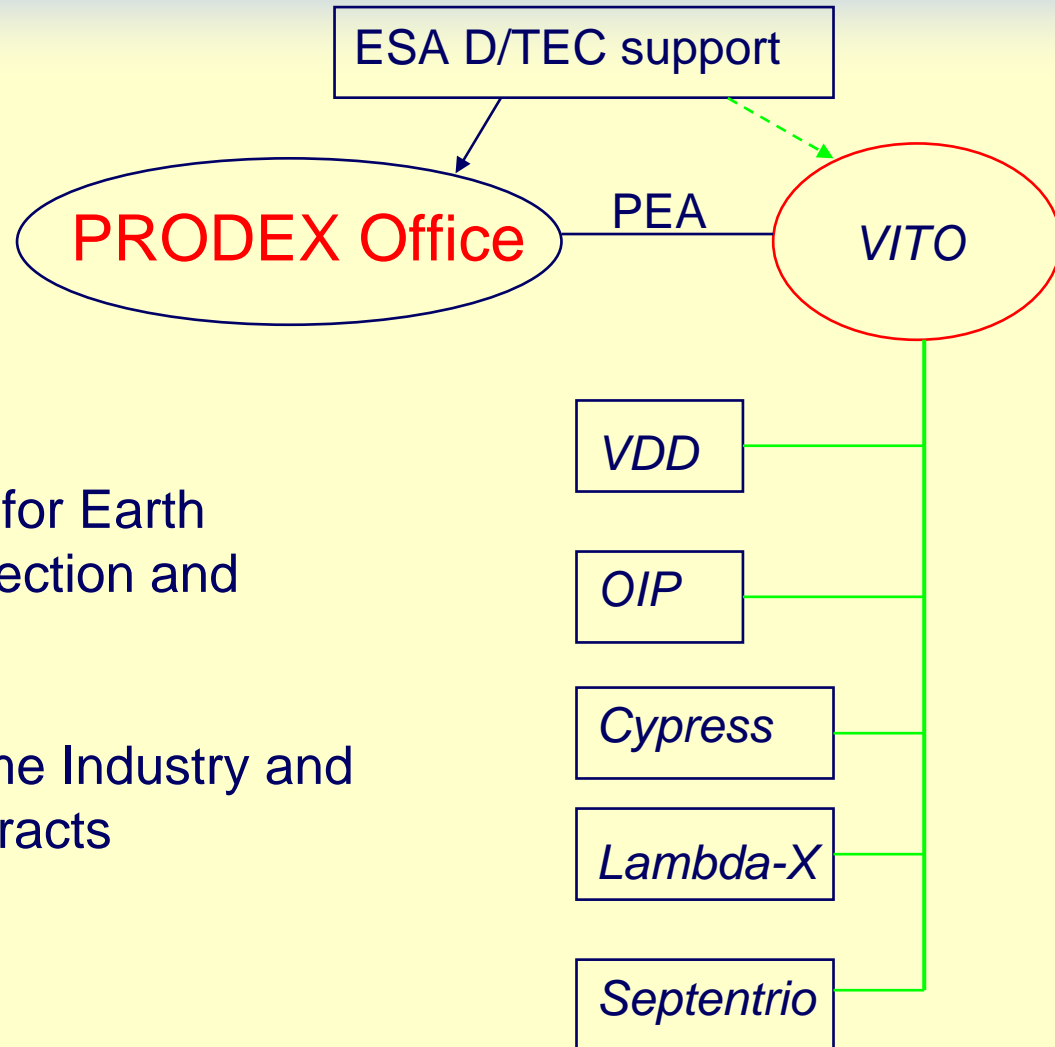 ESA D/TEC support
PRODEX Office
PEA
VITO
VDD
for Earth
ection and
OIP
Cypress
ne Industry and
racts
Lambda-X
Septentrio